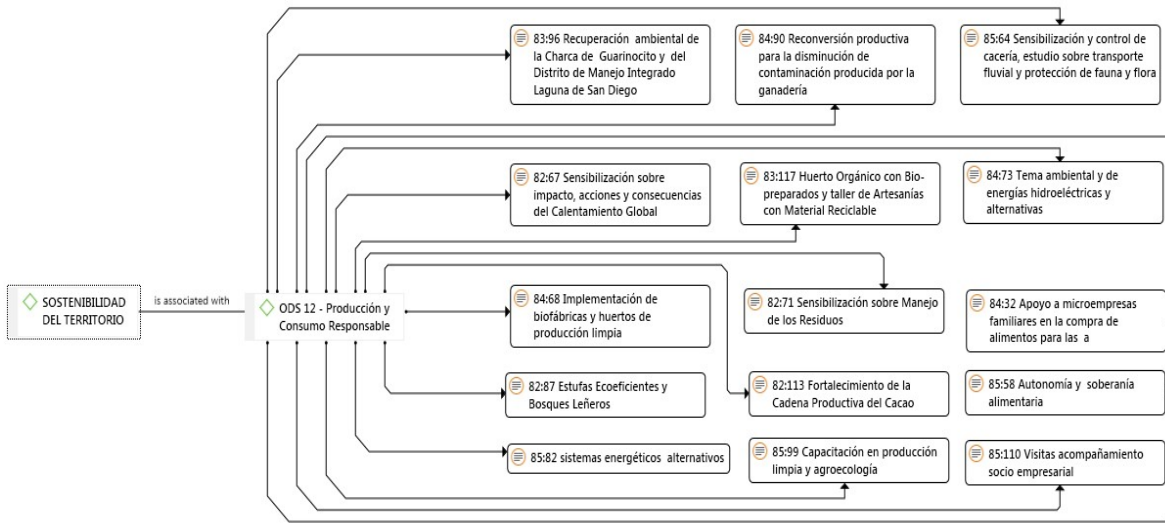 83:96 Recuperación ambiental de
la Charca de Guarinocito y del
Distrito de Manejo Integrado
Laguna de San Diego
84:90 Reconversión productiva
para la disminución de
contaminación producida por la
ganadería
85:64 Sensibilización y control de
cacería, estudio sobre transporte
fluvial y protección de fauna y flora
82:67 Sensibilización sobre
impacto, acciones y consecuencias
del Calentamiento Global
83:117 Huerto Orgánico con Bio-
preparados y taller de Artesanías
con Material Reciclable
84:73 Tema ambiental y de
energías hidroeléctricas y
alternativas
SOSTENIBILIDAD
DEL TERRITORIO
is associated with
ODS 12 - Producción y
Consumo Responsable
84:68 Implementación de
biofábricas y huertos de
producción limpia
82:71 Sensibilización sobre Manejo
de los Residuos
84:32 Apoyo a microempresas
familiares en la compra de
alimentos para las a
82:87 Estufas Ecoeficientes y
Bosques Leñeros
82:113 Fortalecimiento de la
Cadena Productiva del Cacao
85:58 Autonomía y soberanía
alimentaria
85:82 sistemas energéticos alternativos
85:99 Capacitación en producción
limpia y agroecología
85:110 Visitas acompañamiento
socio empresarial